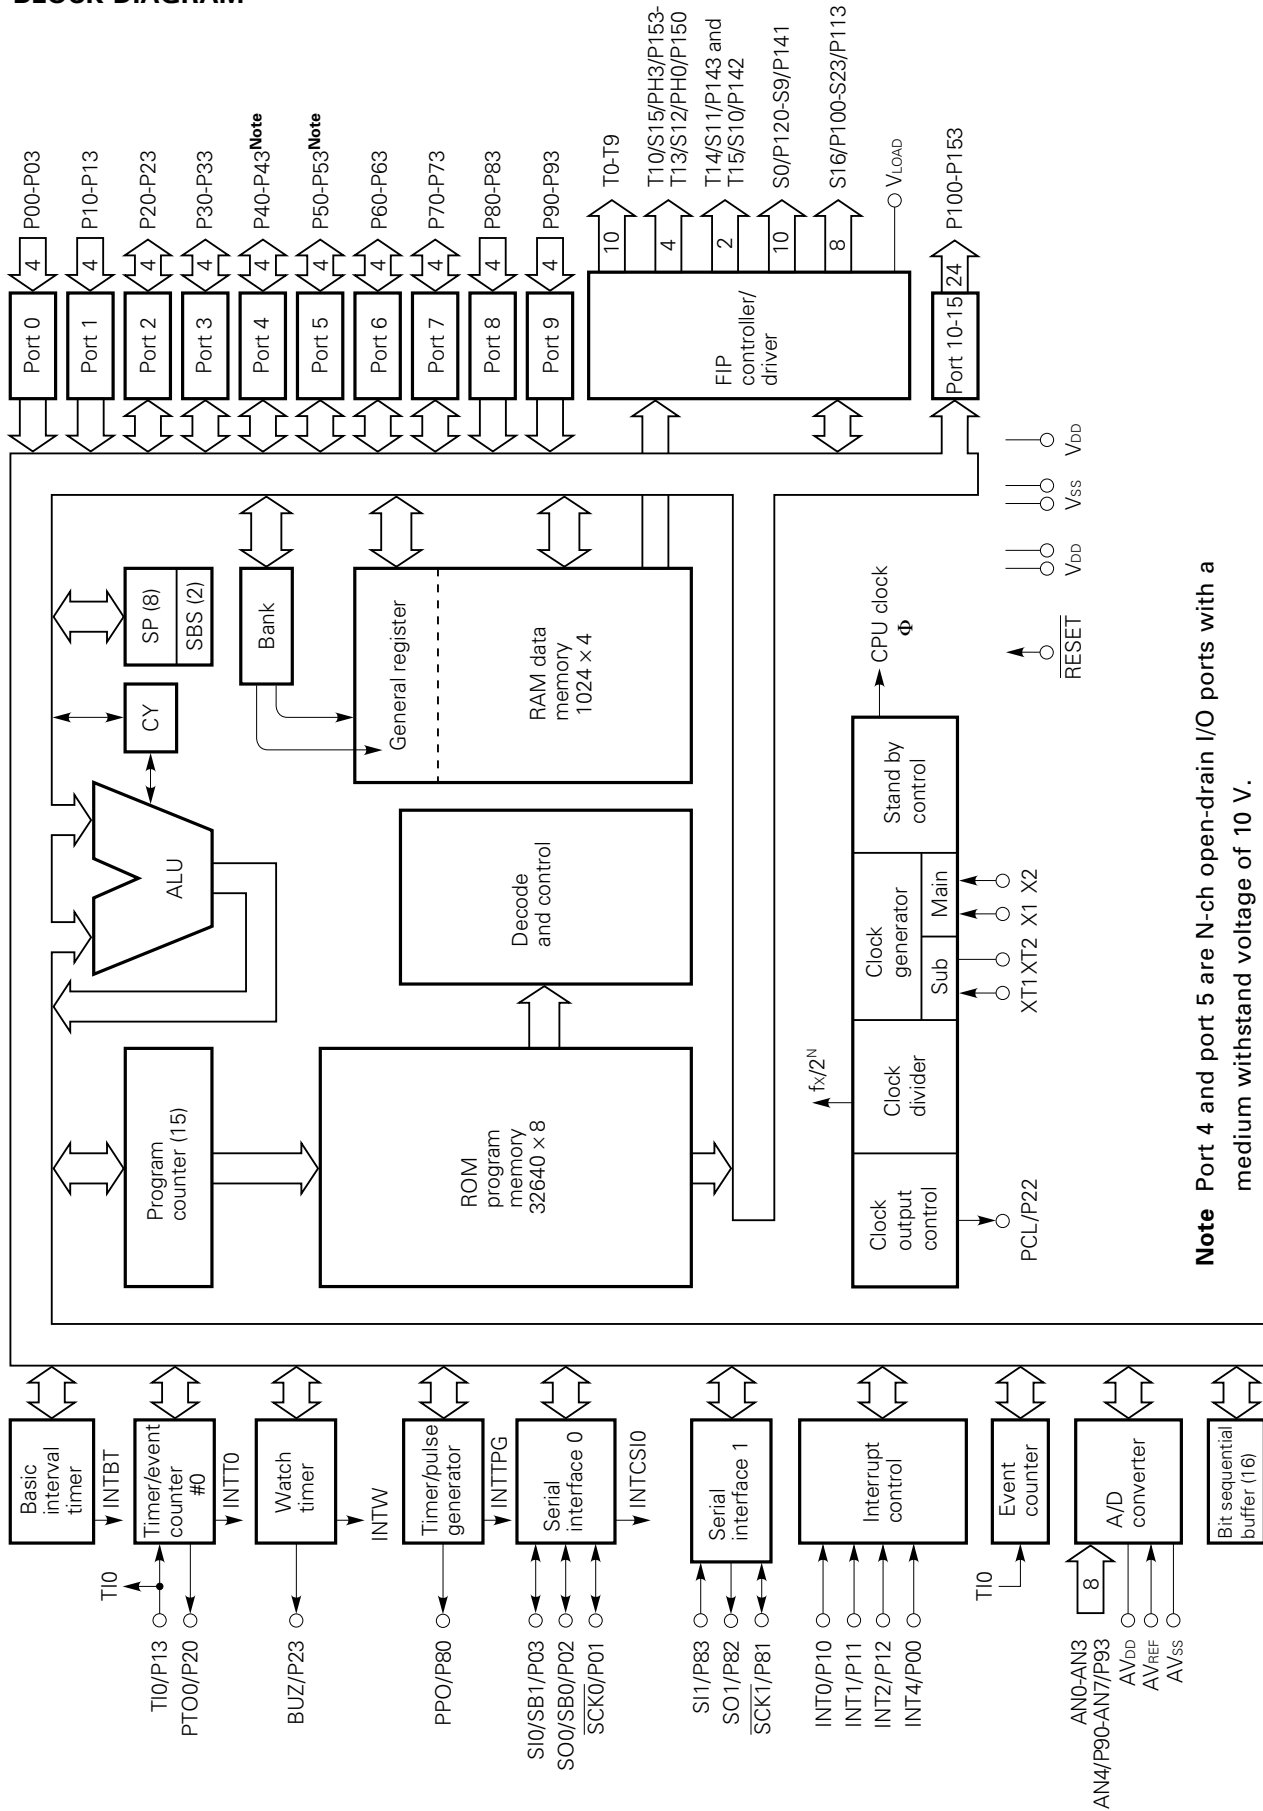 BLOCK DIAGRAM
Basic
interval
timer
INTBT
TI0
TI0/P13
PTO0/P20
Timer/event
counter
#0
INTT0
BUZ/P23
Watch
timer
INTW
PPO/P80
Timer/pulse
generator
INTTPG
SI0/SB1/P03
SO0/SB0/P02
SCK0/P01
Serial
interface 0
INTCSI0
SI1/P83
SO1/P82
SCK1/P81
Serial
interface 1
INT0/P10
INT1/P11
INT2/P12
INT4/P00
Interrupt
control
TI0
Event
counter
AN0-AN3
AN4/P90-AN7/P93
8
AVDD
AVREF
AVSS
A/D
converter
Bit sequential
buffer (16)
Program
counter (15)
ALU
CY
SP (8)
SBS (2)
Bank
ROM
program
memory
32640 × 8
Decode
and control
General register
RAM data
memory
1024 × 4
fX/2^N
Clock
output
control
Clock
divider
Clock
generator
Sub
Main
Stand by
control
CPU clock
Φ
PCL/P22
XT1 XT2 X1 X2
RESET
VDD
VSS
VDD
Port 0
4
P00-P03
Port 1
4
P10-P13
Port 2
4
P20-P23
Port 3
4
P30-P33
Port 4
4
P40-P43Note
Port 5
4
P50-P53Note
Port 6
4
P60-P63
Port 7
4
P70-P73
Port 8
4
P80-P83
Port 9
4
P90-P93
FIP
controller/
driver
10
T0-T9
4
T10/S15/PH3/P153-
T13/S12/PH0/P150
2
T14/S11/P143 and
T15/S10/P142
10
S0/P120-S9/P141
8
S16/P100-S23/P113
VLOAD
Port 10-15
24
P100-P153
Note Port 4 and port 5 are N-ch open-drain I/O ports with a
medium withstand voltage of 10 V.